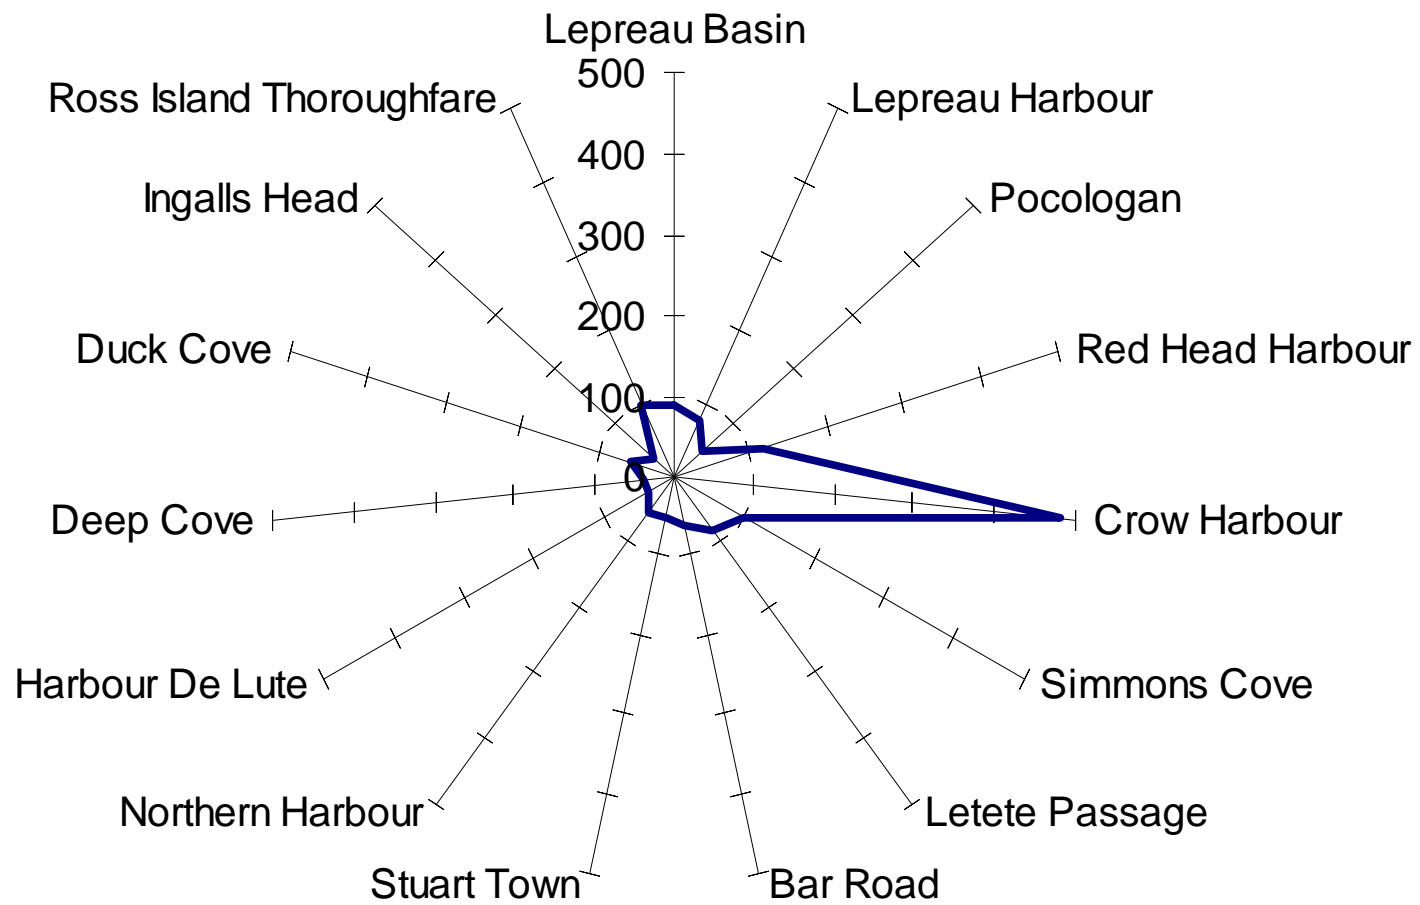 Lepreau Basin
500
Ross Island Thoroughfare
Lepreau Harbour
400
Ingalls Head
Pocologan
300
200
Duck Cove
Red Head Harbour
100
0
Deep Cove
Crow Harbour
Harbour De Lute
Simmons Cove
Northern Harbour
Letete Passage
Stuart Town
Bar Road